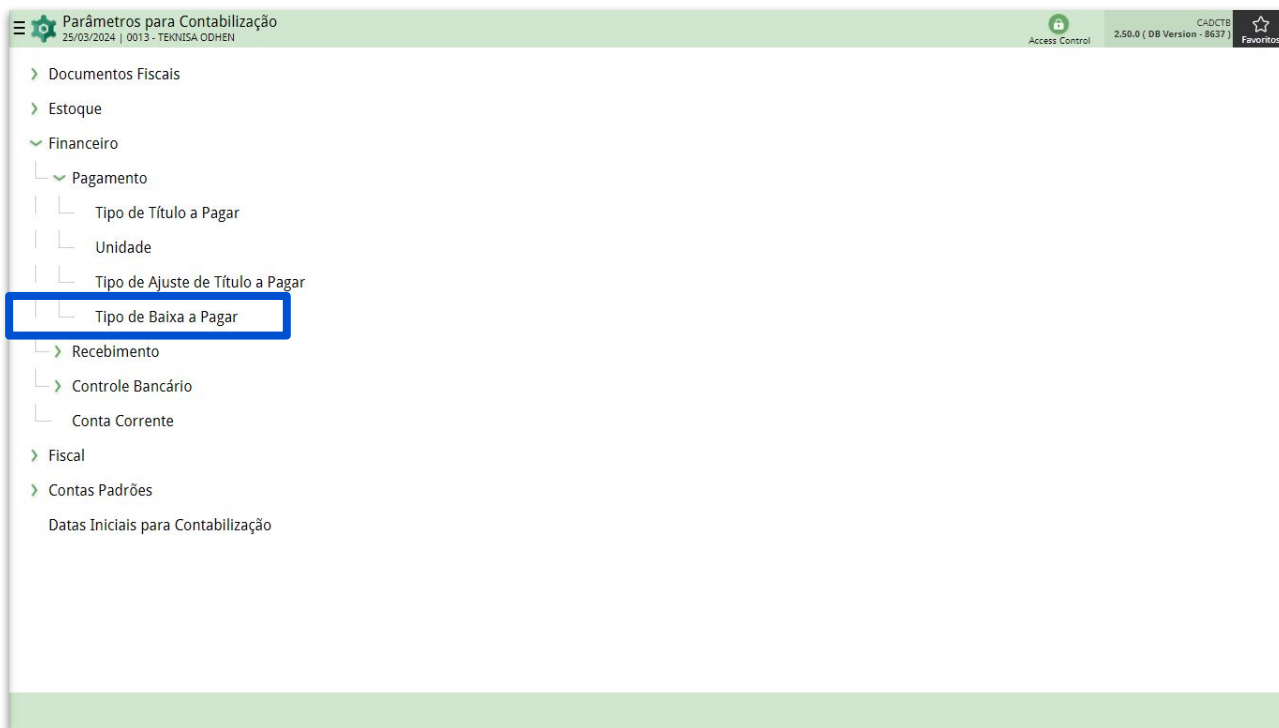 Parâmetros para Contabilização
25/03/2024 | 0013 - TEKNISA ODHEN
Access Control
CADCTB
2.50.0 ( DB Version - 8637 )
Favoritos
Documentos Fiscais
Estoque
Financeiro
Pagamento
Tipo de Título a Pagar
Unidade
Tipo de Ajuste de Título a Pagar
Tipo de Baixa a Pagar
Recebimento
Controle Bancário
Conta Corrente
Fiscal
Contas Padrões
Datas Iniciais para Contabilização